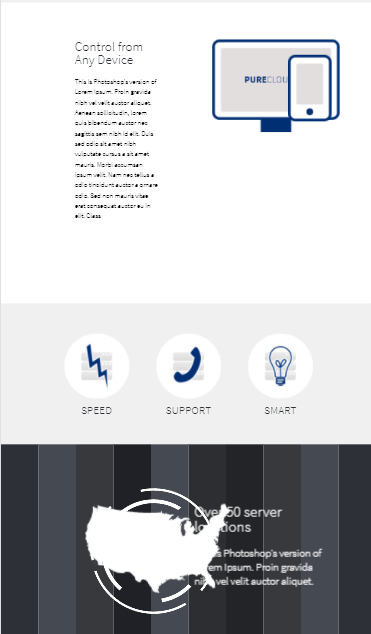 Control from
Any Device
This is Photoshop's version of
Lorem Ipsum. Proin gravida
nibh vel velit auctor aliquet.
Aenean sollicitudin, lorem
quis bibendum auctor nec
sagittis sem nibh id elit. Duis
sed odio sit amet nibh
vulputate cursus a sit amet
mauris. Morbi accumsan
ipsum velit. Nam nec tellus a
odio tincidunt auctor a ornare
odio. Sed non mauris vitae
erat consequat auctor eu in
elit. Class
PURECLOU
SPEED
SUPPORT
SMART
Over 50 server
locations
Photoshop's version of
Ipsum. Proin gravida
vel velit auctor aliquet.